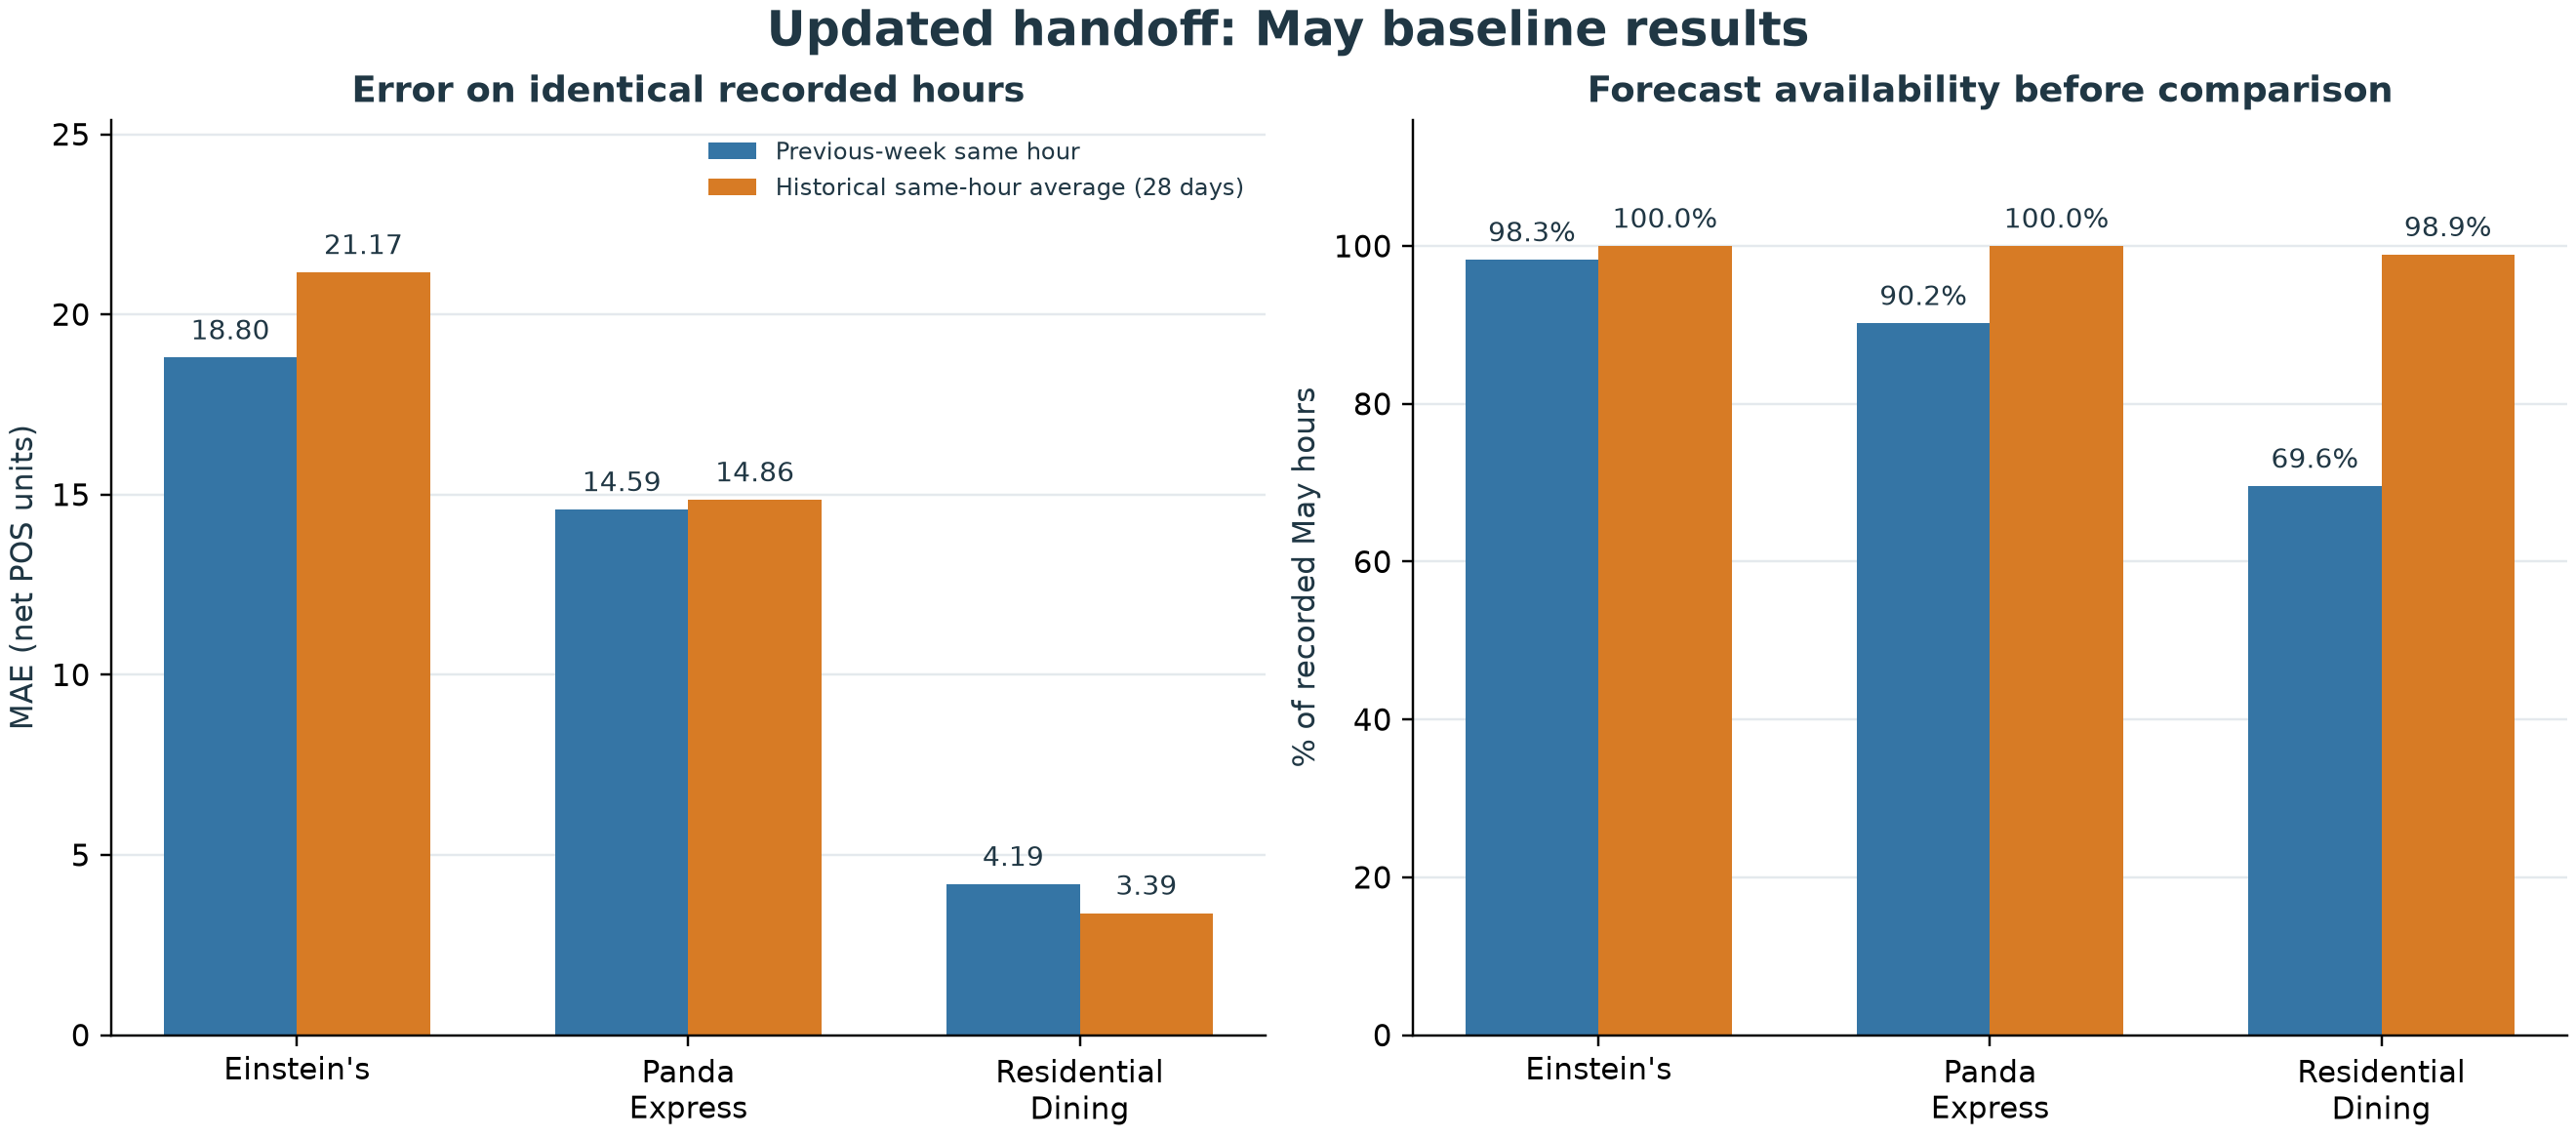 Updated handoff: May baseline results
Error on identical recorded hours
MAE (net POS units)
25
20
15
10
5
0
Previous-week same hour
Historical same-hour average (28 days)
18.80
21.17
14.59
14.86
4.19
3.39
Einstein's
Panda
Express
Residential
Dining
Forecast availability before comparison
% of recorded May hours
100
80
60
40
20
0
98.3%
100.0%
90.2%
100.0%
69.6%
98.9%
Einstein's
Panda
Express
Residential
Dining